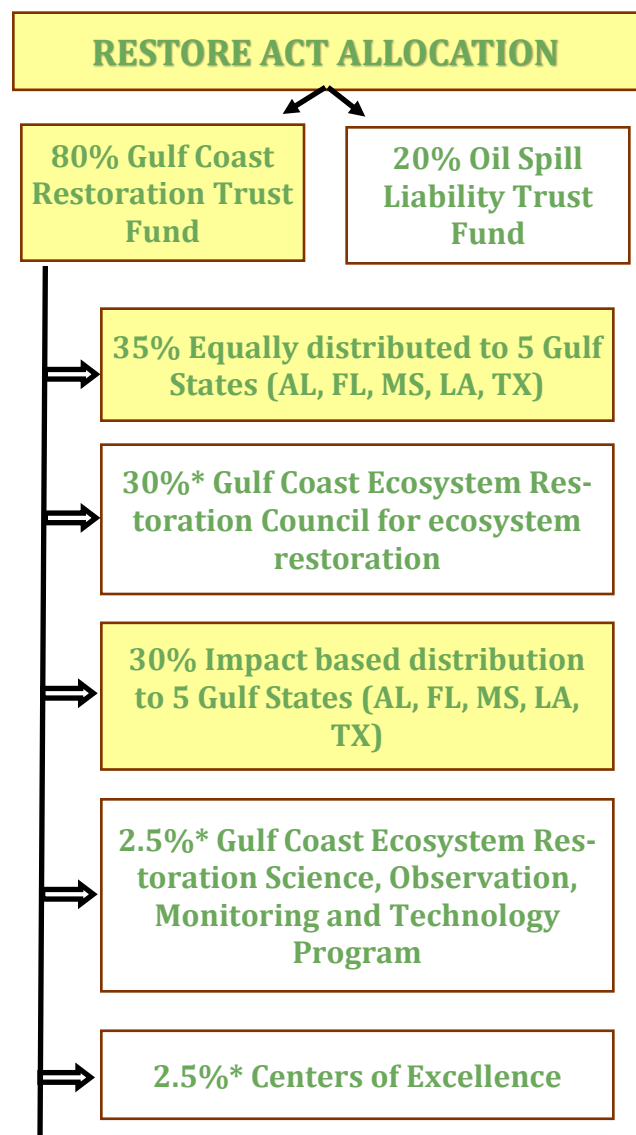 RESTORE ACT ALLOCATION
80% Gulf Coast
Restoration Trust
Fund
20% Oil Spill
Liability Trust
Fund
35% Equally distributed to 5 Gulf
States (AL, FL, MS, LA, TX)
30%* Gulf Coast Ecosystem Res-
toration Council for ecosystem
restoration
30% Impact based distribution
to 5 Gulf States (AL, FL, MS, LA,
TX)
2.5%* Gulf Coast Ecosystem Res-
toration Science, Observation,
Monitoring and Technology
Program
2.5%* Centers of Excellence